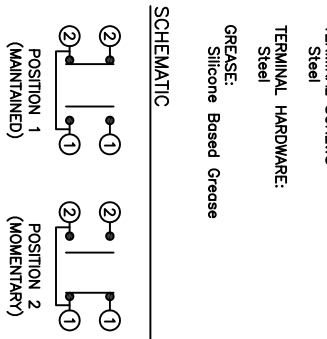 Steel
TERMINAL HARDWARE:
Steel
GREASE:
Silicone Based Grease
SCHEMATIC
2 1 2 1
2 1 2 1
POSITION 1 POSITION 2
(MAINTAINED) (MOMENTARY)